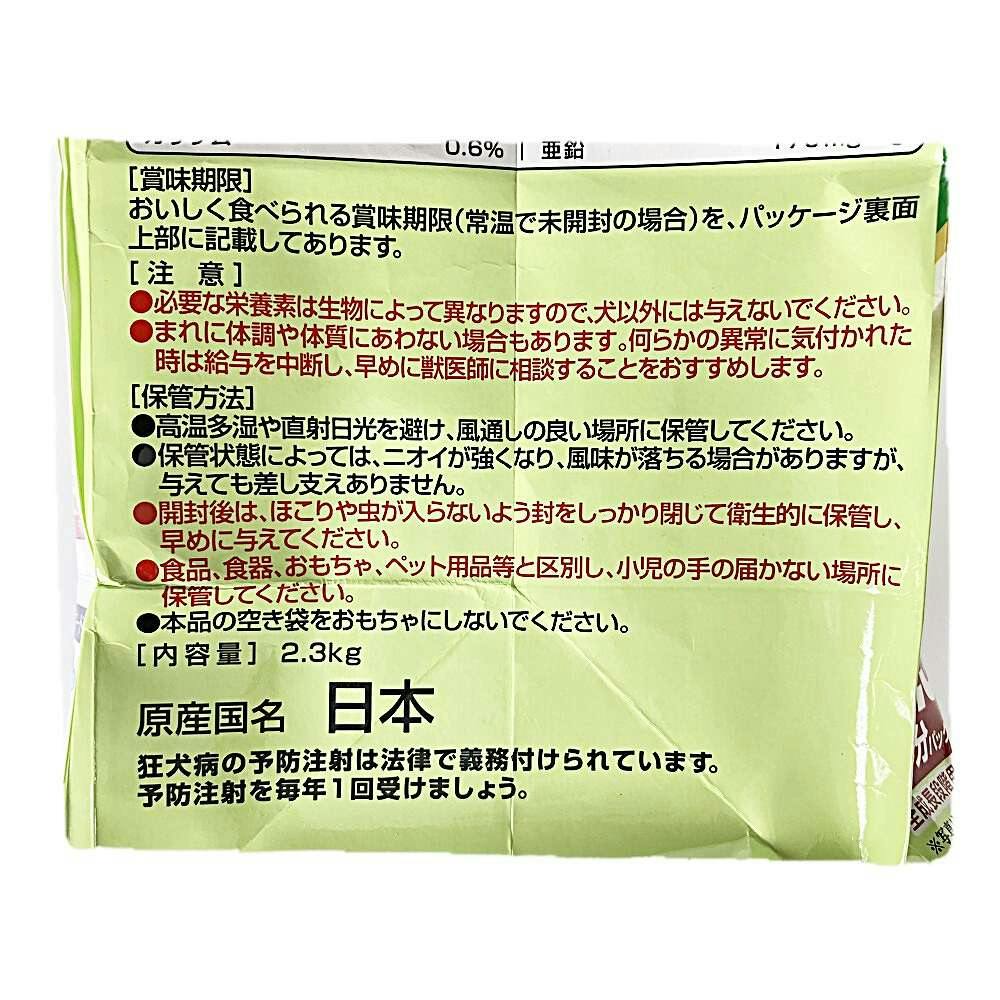 0.6% 亜鉛
[賞味期限]
おいしく食べられる賞味期限(常温で未開封の場合)を、パッケージ裏面
上部に記載してあります。
[注 意]
●必要な栄養素は生物によって異なりますので、犬以外には与えないでください。
●まれに体調や体質にあわない場合もあります。何らかの異常に気付かれた
時は給与を中断し、早めに獣医師に相談することをおすすめします。
[保管方法]
●高温多湿や直射日光を避け、風通しの良い場所に保管してください。
●保管状態によっては、ニオイが強くなり、風味が落ちる場合がありますが、
与えても差し支えありません。
●開封後は、ほこりや虫が入らないよう封をしっかり閉じて衛生的に保管し、
早めに与えてください。
●食品、食器、おもちゃ、ペット用品等と区別し、小児の手の届かない場所に
保管してください。
●本品の空き袋をおもちゃにしないでください。
[内容量] 2.3kg
原産国名 日本
狂犬病の予防注射は法律で義務付けられています。
予防注射を毎年1回受けましょう。
分パック